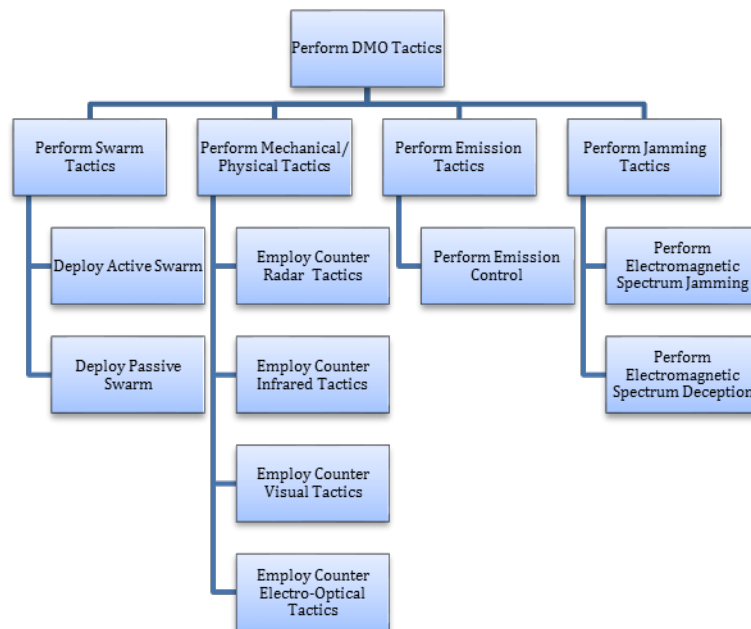 Perform DMO Tactics
Perform Swarm
Tactics
Perform Mechanical/
Physical Tactics
Perform Emission
Tactics
Perform Jamming
Tactics
Deploy Active Swarm
Deploy Passive
Swarm
Employ Counter
Radar Tactics
Employ Counter
Infrared Tactics
Employ Counter
Visual Tactics
Employ Counter
Electro-Optical
Tactics
Perform Emission
Control
Perform
Electromagnetic
Spectrum Jamming
Perform
Electromagnetic
Spectrum Deception